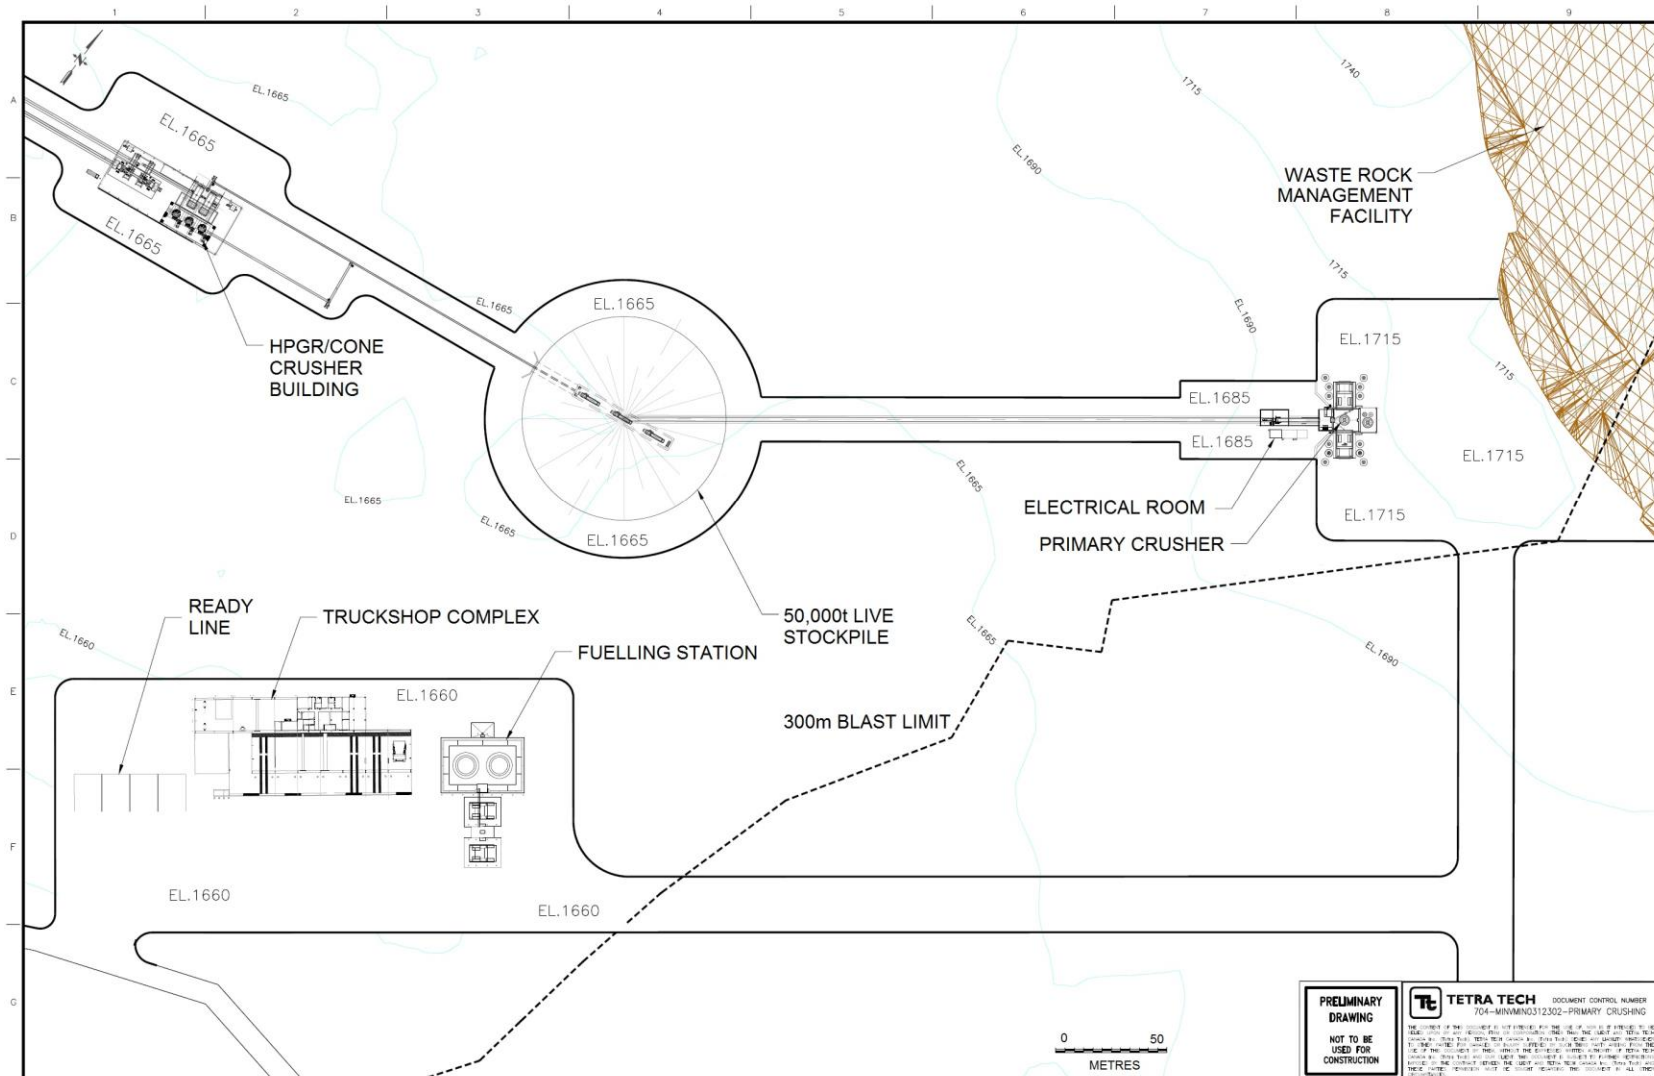 1 2 3 4 5 6 7 8 9
A
B
C
D
E
F
G
N
EL.1665
EL.1665
EL.1665
1715
1740
EL.1690
WASTE ROCK
MANAGEMENT
FACILITY
1715
HPGR/CONE
CRUSHER
BUILDING
EL.1665
EL.1665
EL.1690
EL.1715
1715
EL.1685
EL.1685
EL.1715
EL.1715
EL.1665
EL.1665
EL.1665
EL.1665
ELECTRICAL ROOM
PRIMARY CRUSHER
READY
LINE
TRUCKSHOP COMPLEX
FUELLING STATION
50,000t LIVE
STOCKPILE
EL.1665
EL.1690
EL.1660
EL.1660
300m BLAST LIMIT
EL.1660
EL.1660
0 50
METRES
PRELIMINARY
DRAWING
NOT TO BE
USED FOR
CONSTRUCTION
Tt
TETRA TECH
DOCUMENT CONTROL NUMBER
704-MINVMIN0312302-PRIMARY CRUSHING